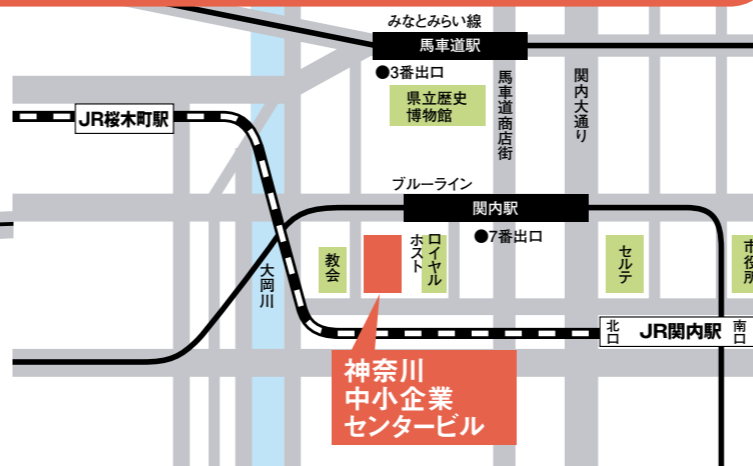 みなとみらい線
馬車道駅
●3番出口
県立歴史
博物館
馬車道商店街
関内大通り
JR桜木町駅
ブルーライン
関内駅
●7番出口
教会
ロイヤル
ホスト
セルテ
市役所
大岡川
北口
JR関内駅
南口
神奈川
中小企業
センタービル